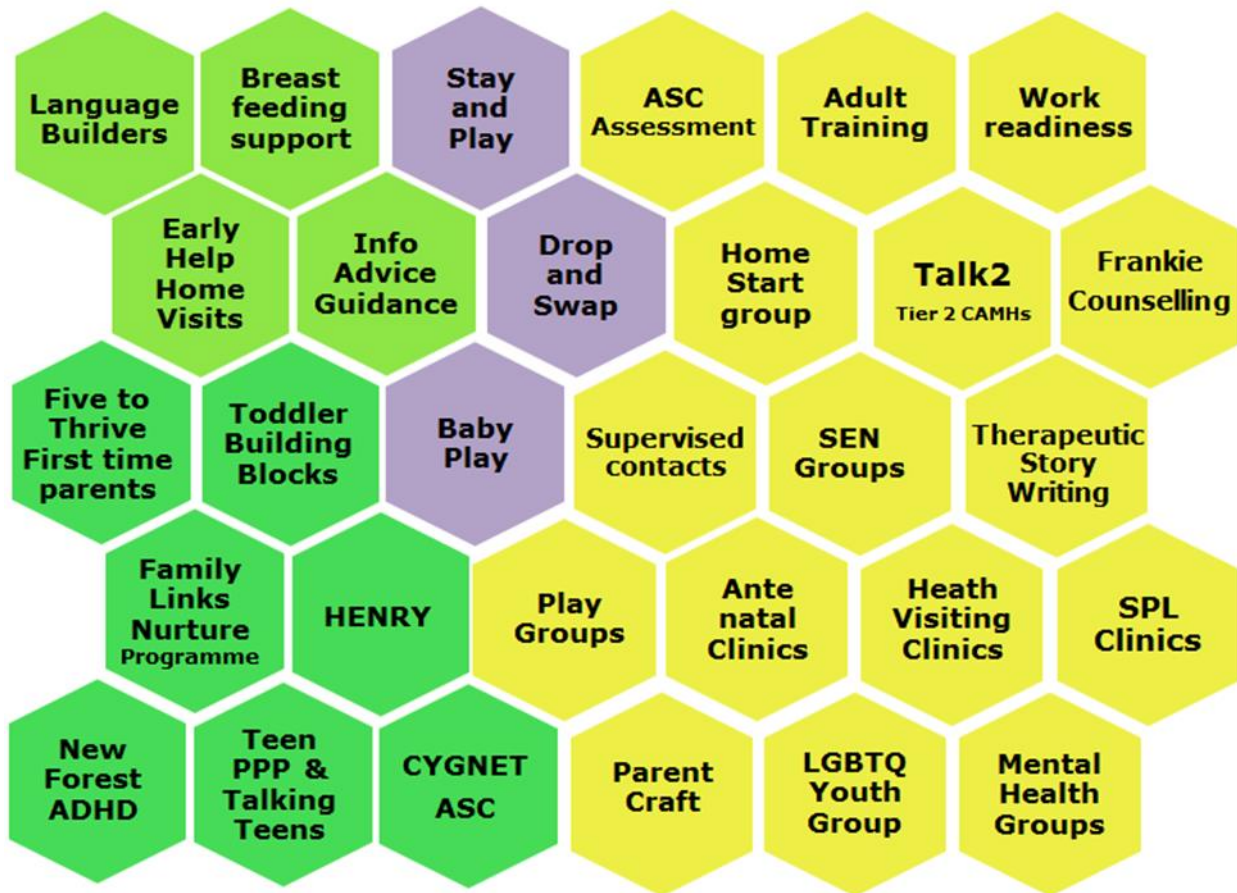 Language
Builders
Breast
feeding
support
Stay
and
Play
ASC
Assessment
Adult
Training
Work
readiness
Early
Help
Home
Visits
Info
Advice
Guidance
Drop
and
Swap
Home
Start
group
Talk2
Tier 2 CAMHs
Frankie
Counselling
Five to
Thrive
First time
parents
Toddler
Building
Blocks
Baby
Play
Supervised
contacts
SEN
Groups
Therapeutic
Story
Writing
Family
Links
Nurture
Programme
HENRY
Play
Groups
Ante
natal
Clinics
Heath
Visiting
Clinics
SPL
Clinics
New
Forest
ADHD
Teen
PPP &
Talking
Teens
CYGNET
ASC
Parent
Craft
LGBTQ
Youth
Group
Mental
Health
Groups